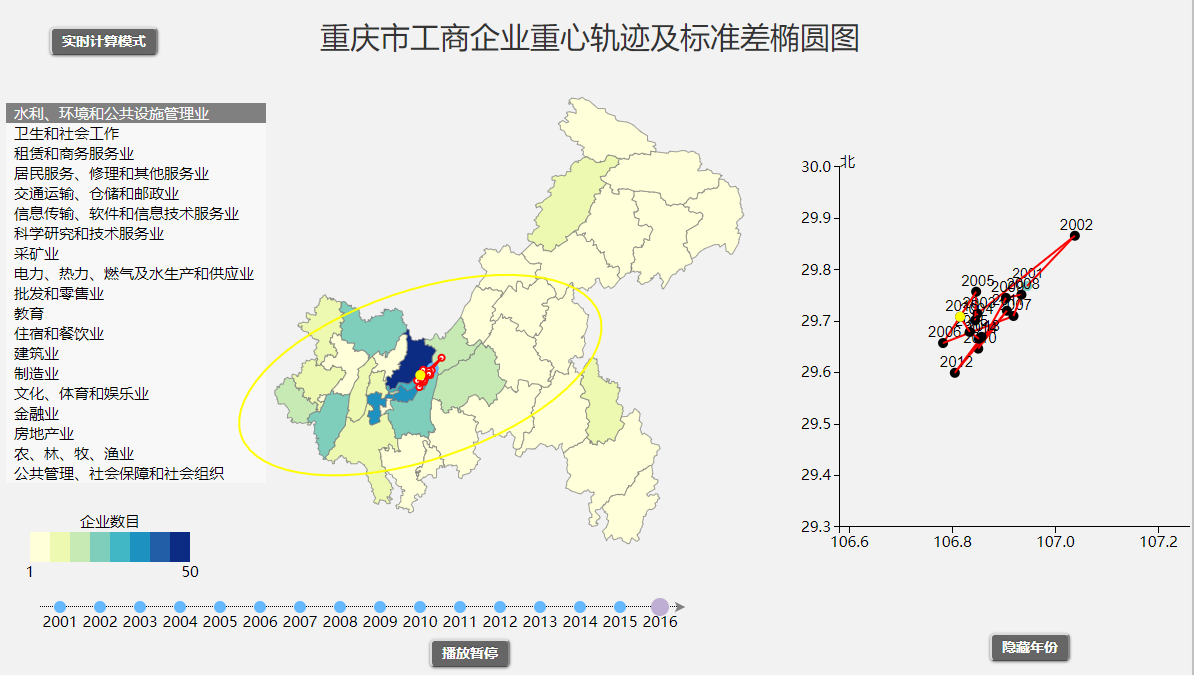 重庆市工商企业重心轨迹及标准差椭圆图
实时计算模式
水利、环境和公共设施管理业
卫生和社会工作
租赁和商务服务业
居民服务、修理和其他服务业
交通运输、仓储和邮政业
信息传输、软件和信息技术服务业
科学研究和技术服务业
采矿业
电力、热力、燃气及水生产和供应业
批发和零售业
教育
住宿和餐饮业
建筑业
制造业
文化、体育和娱乐业
金融业
房地产业
农、林、牧、渔业
公共管理、社会保障和社会组织
企业数目
1 50
2001 2002 2003 2004 2005 2006 2007 2008 2009 2010 2011 2012 2013 2014 2015 2016
播放暂停
北
30.0
29.9
29.8
29.7
29.6
29.5
29.4
29.3
106.6 106.8 107.0 107.2
2002
2001
2005
2008
2006
2012
隐藏年份